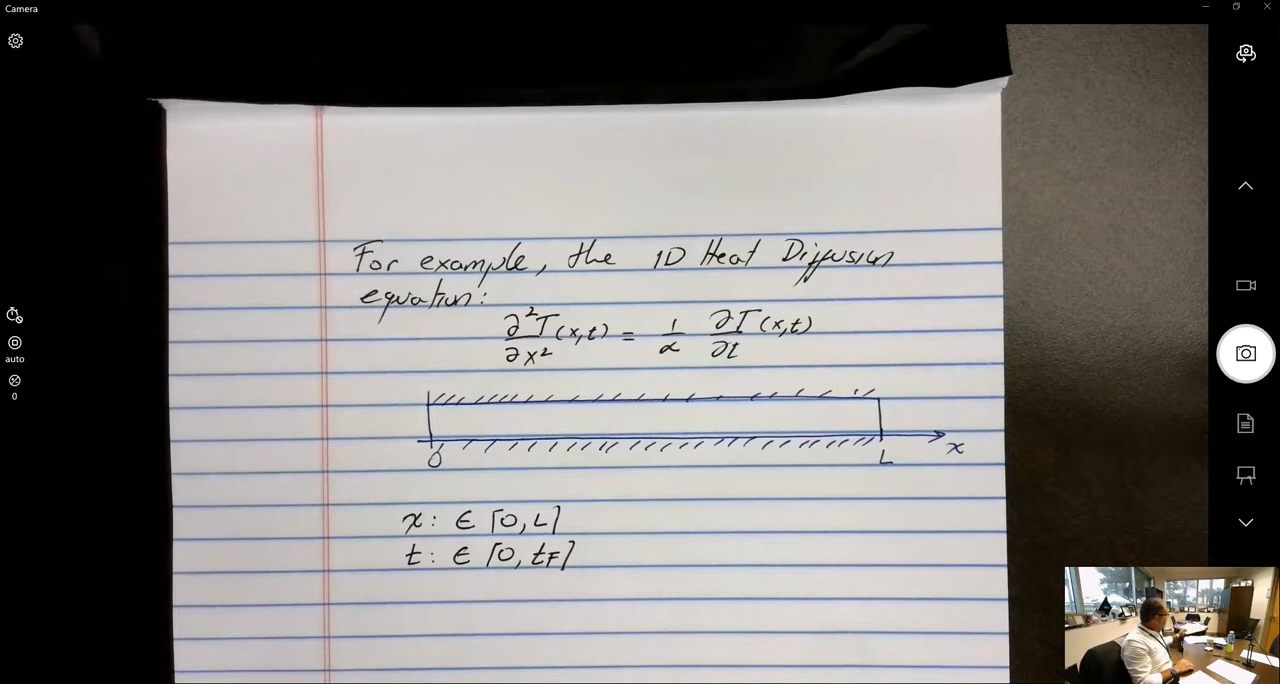 Camera
For example, the 1D Heat Diffusion
equation:
∂²T(x,t)/∂x² = 1/α ∂T(x,t)/∂t
0 L x
x: ∈ [0, L]
t: ∈ [0, tF]
auto
0